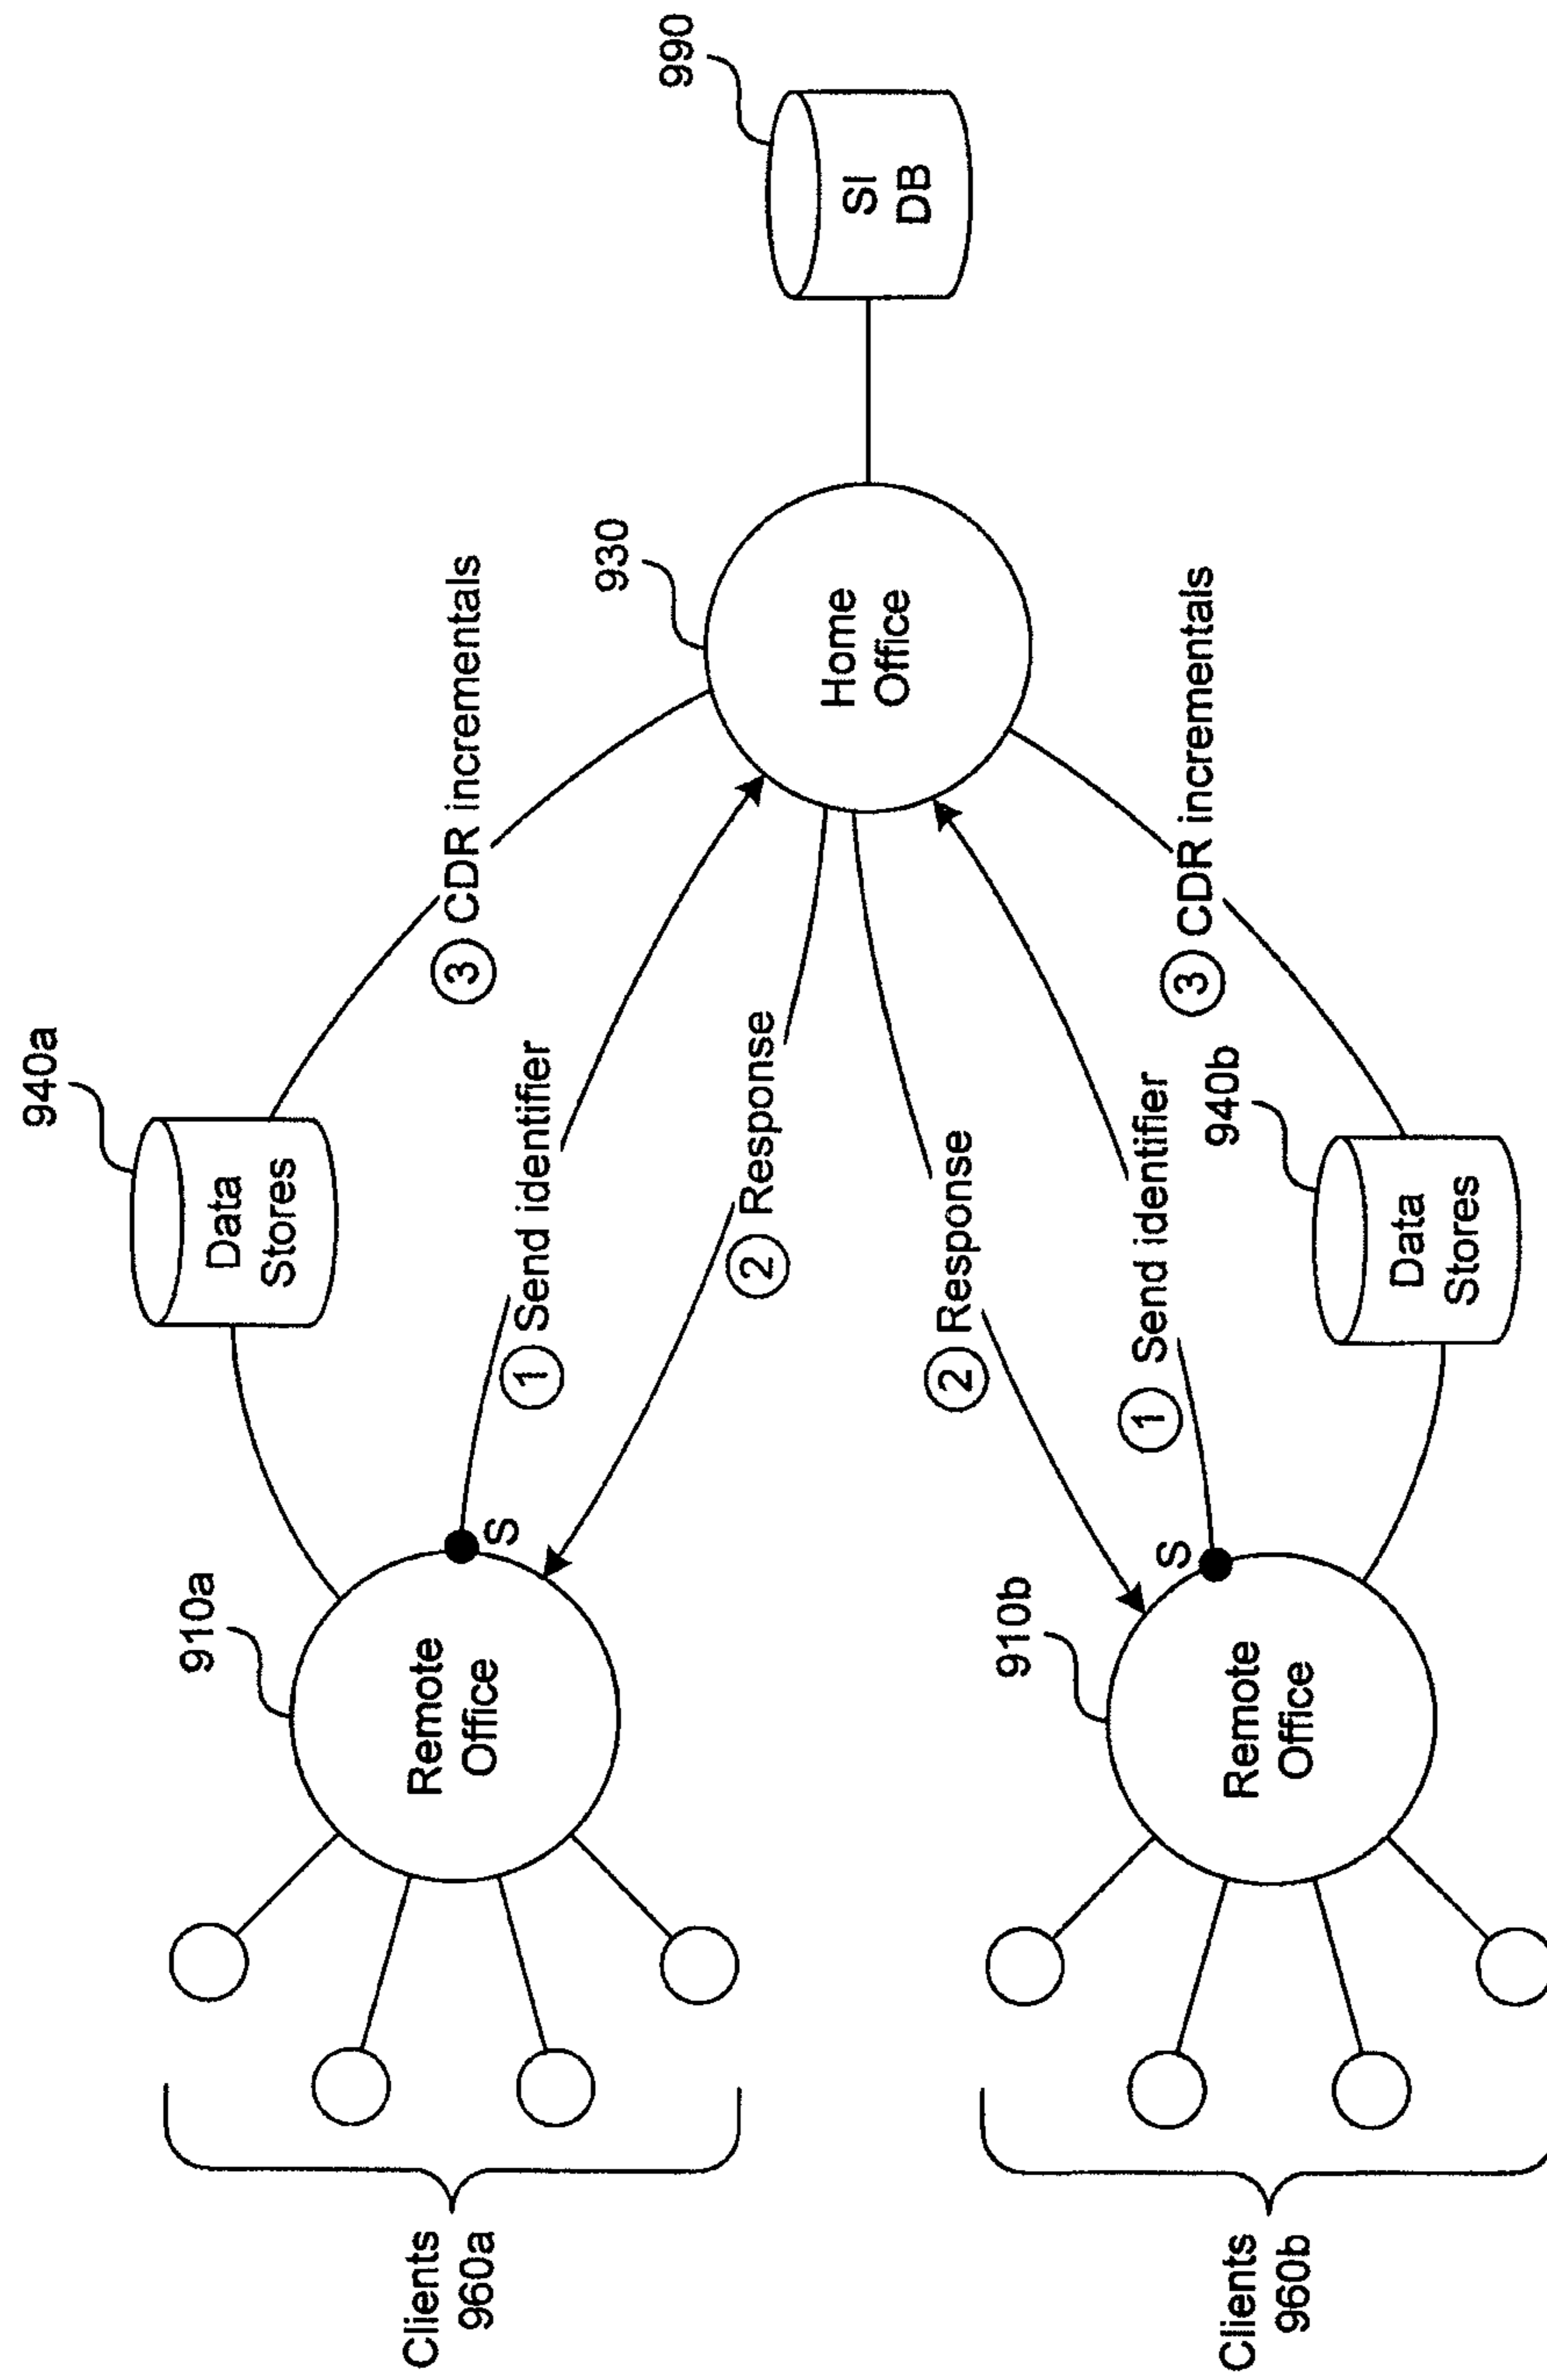 940a
Data
Stores
910a
Remote
Office
S
Clients
960a
1 Send identifier
2 Response
3 CDR incrementals
930
Home
Office
990
SI
DB
2 Response
1 Send identifier
3 CDR incrementals
910b
Remote
Office
S
940b
Data
Stores
Clients
960b